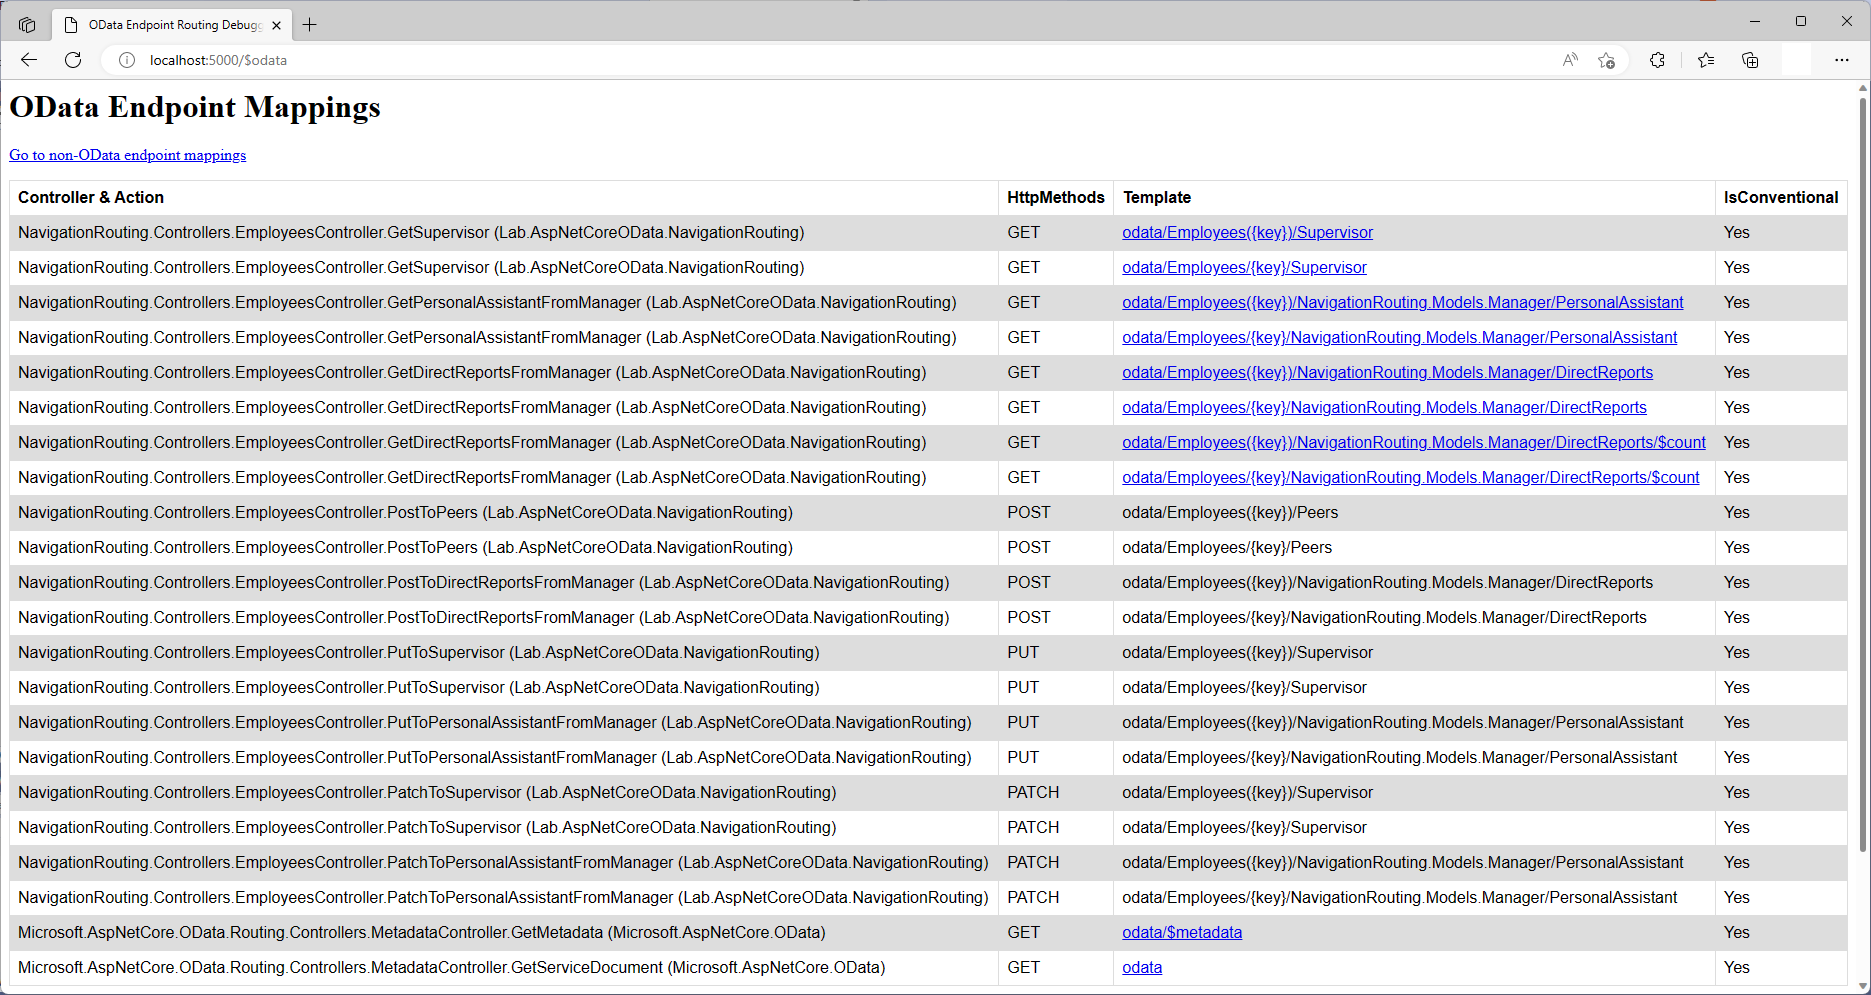 OData Endpoint Routing Debugg
localhost:5000/$odata
OData Endpoint Mappings
Go to non-OData endpoint mappings
Controller & Action HttpMethods Template IsConventional
NavigationRouting.Controllers.EmployeesController.GetSupervisor (Lab.AspNetCoreOData.NavigationRouting) GET odata/Employees({key})/Supervisor Yes
NavigationRouting.Controllers.EmployeesController.GetSupervisor (Lab.AspNetCoreOData.NavigationRouting) GET odata/Employees/{key}/Supervisor Yes
NavigationRouting.Controllers.EmployeesController.GetPersonalAssistantFromManager (Lab.AspNetCoreOData.NavigationRouting) GET odata/Employees({key})/NavigationRouting.Models.Manager/PersonalAssistant Yes
NavigationRouting.Controllers.EmployeesController.GetPersonalAssistantFromManager (Lab.AspNetCoreOData.NavigationRouting) GET odata/Employees/{key}/NavigationRouting.Models.Manager/PersonalAssistant Yes
NavigationRouting.Controllers.EmployeesController.GetDirectReportsFromManager (Lab.AspNetCoreOData.NavigationRouting) GET odata/Employees({key})/NavigationRouting.Models.Manager/DirectReports Yes
NavigationRouting.Controllers.EmployeesController.GetDirectReportsFromManager (Lab.AspNetCoreOData.NavigationRouting) GET odata/Employees/{key}/NavigationRouting.Models.Manager/DirectReports Yes
NavigationRouting.Controllers.EmployeesController.GetDirectReportsFromManager (Lab.AspNetCoreOData.NavigationRouting) GET odata/Employees({key})/NavigationRouting.Models.Manager/DirectReports/$count Yes
NavigationRouting.Controllers.EmployeesController.GetDirectReportsFromManager (Lab.AspNetCoreOData.NavigationRouting) GET odata/Employees/{key}/NavigationRouting.Models.Manager/DirectReports/$count Yes
NavigationRouting.Controllers.EmployeesController.PostToPeers (Lab.AspNetCoreOData.NavigationRouting) POST odata/Employees({key})/Peers Yes
NavigationRouting.Controllers.EmployeesController.PostToPeers (Lab.AspNetCoreOData.NavigationRouting) POST odata/Employees/{key}/Peers Yes
NavigationRouting.Controllers.EmployeesController.PostToDirectReportsFromManager (Lab.AspNetCoreOData.NavigationRouting) POST odata/Employees({key})/NavigationRouting.Models.Manager/DirectReports Yes
NavigationRouting.Controllers.EmployeesController.PostToDirectReportsFromManager (Lab.AspNetCoreOData.NavigationRouting) POST odata/Employees/{key}/NavigationRouting.Models.Manager/DirectReports Yes
NavigationRouting.Controllers.EmployeesController.PutToSupervisor (Lab.AspNetCoreOData.NavigationRouting) PUT odata/Employees({key})/Supervisor Yes
NavigationRouting.Controllers.EmployeesController.PutToSupervisor (Lab.AspNetCoreOData.NavigationRouting) PUT odata/Employees/{key}/Supervisor Yes
NavigationRouting.Controllers.EmployeesController.PutToPersonalAssistantFromManager (Lab.AspNetCoreOData.NavigationRouting) PUT odata/Employees({key})/NavigationRouting.Models.Manager/PersonalAssistant Yes
NavigationRouting.Controllers.EmployeesController.PutToPersonalAssistantFromManager (Lab.AspNetCoreOData.NavigationRouting) PUT odata/Employees/{key}/NavigationRouting.Models.Manager/PersonalAssistant Yes
NavigationRouting.Controllers.EmployeesController.PatchToSupervisor (Lab.AspNetCoreOData.NavigationRouting) PATCH odata/Employees({key})/Supervisor Yes
NavigationRouting.Controllers.EmployeesController.PatchToSupervisor (Lab.AspNetCoreOData.NavigationRouting) PATCH odata/Employees/{key}/Supervisor Yes
NavigationRouting.Controllers.EmployeesController.PatchToPersonalAssistantFromManager (Lab.AspNetCoreOData.NavigationRouting) PATCH odata/Employees({key})/NavigationRouting.Models.Manager/PersonalAssistant Yes
NavigationRouting.Controllers.EmployeesController.PatchToPersonalAssistantFromManager (Lab.AspNetCoreOData.NavigationRouting) PATCH odata/Employees/{key}/NavigationRouting.Models.Manager/PersonalAssistant Yes
Microsoft.AspNetCore.OData.Routing.Controllers.MetadataController.GetMetadata (Microsoft.AspNetCore.OData) GET odata/$metadata Yes
Microsoft.AspNetCore.OData.Routing.Controllers.MetadataController.GetServiceDocument (Microsoft.AspNetCore.OData) GET odata Yes